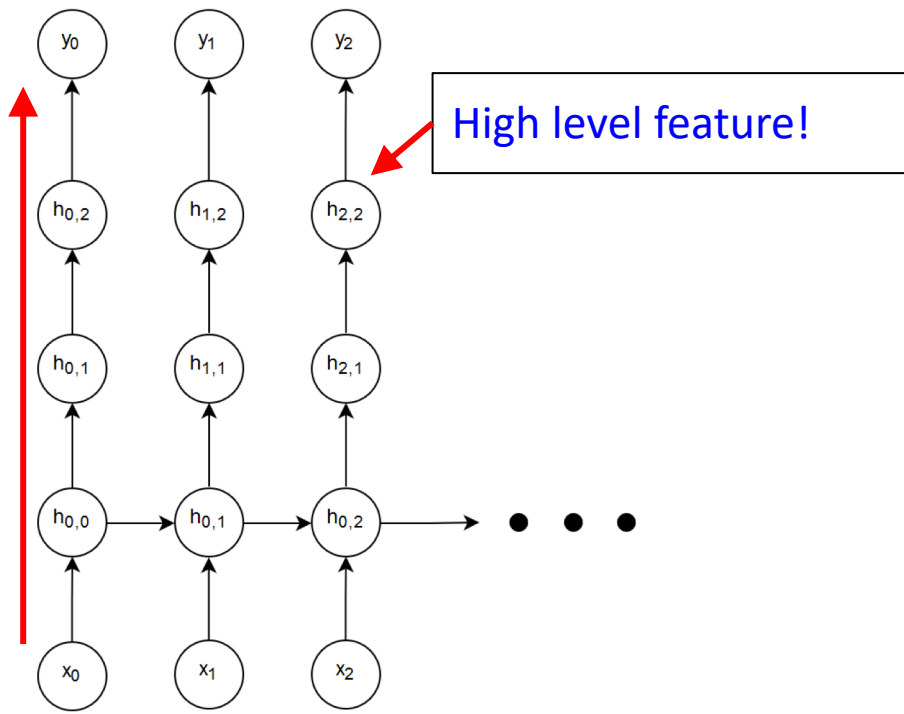 y0 y1 y2
High level feature!
h0,2 h1,2 h2,2
h0,1 h1,1 h2,1
h0,0 h0,1 h0,2
x0 x1 x2